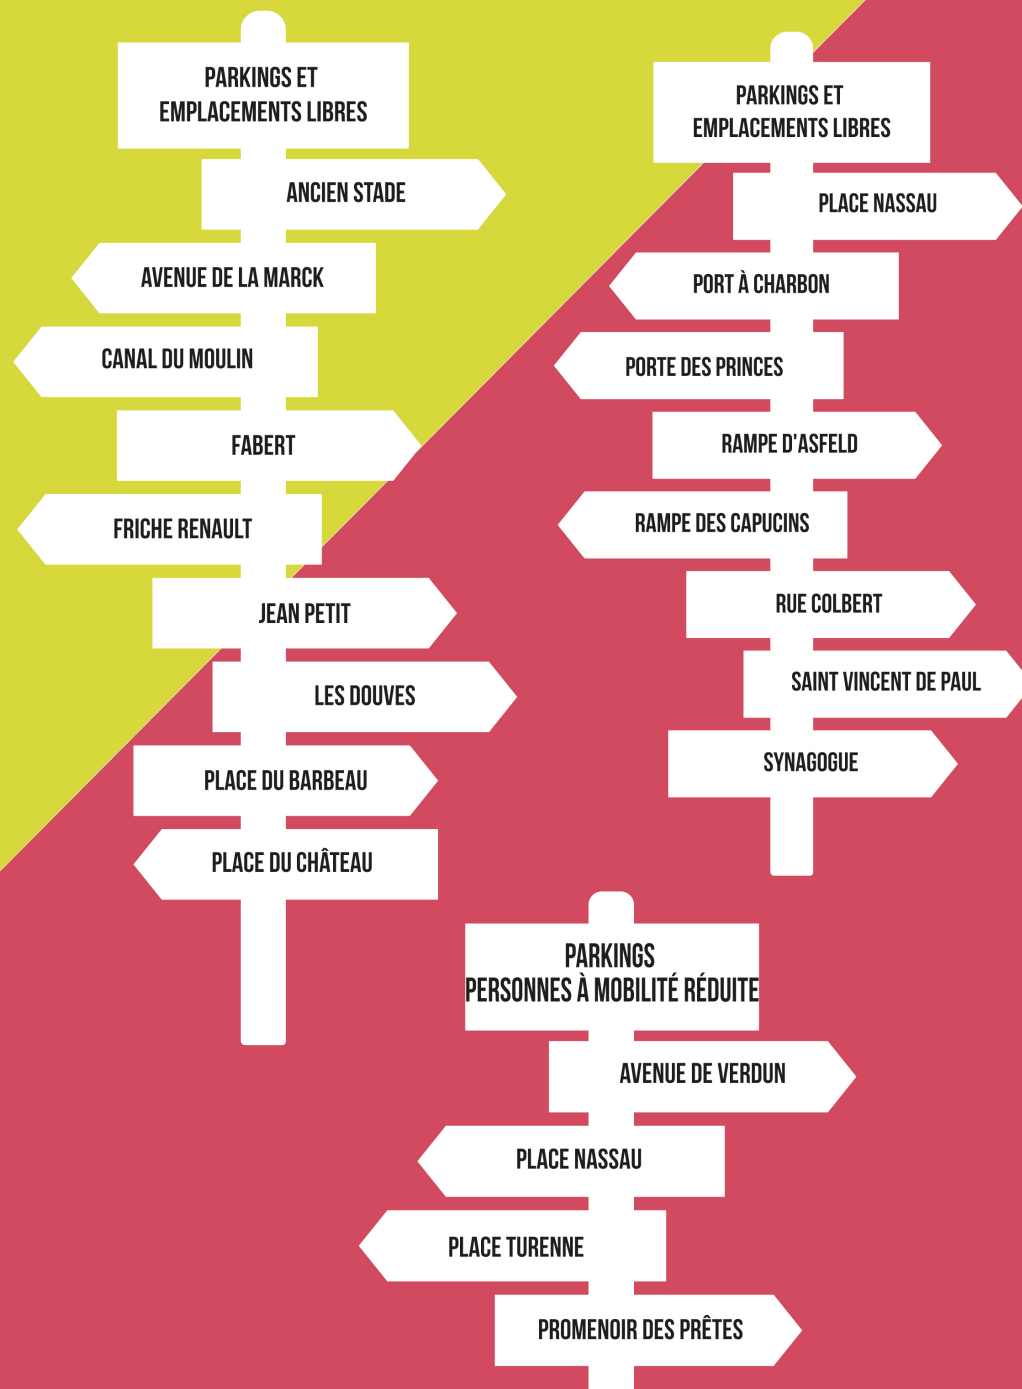 PARKINGS ET
EMPLACEMENTS LIBRES
ANCIEN STADE
AVENUE DE LA MARCK
CANAL DU MOULIN
FABERT
FRICHE RENAULT
JEAN PETIT
LES DOUVES
PLACE DU BARBEAU
PLACE DU CHÂTEAU
PARKINGS ET
EMPLACEMENTS LIBRES
PLACE NASSAU
PORT À CHARBON
PORTE DES PRINCES
RAMPE D'ASFELD
RAMPE DES CAPUCINS
RUE COLBERT
SAINT VINCENT DE PAUL
SYNAGOGUE
PARKINGS
PERSONNES À MOBILITÉ RÉDUITE
AVENUE DE VERDUN
PLACE NASSAU
PLACE TURENNE
PROMENOIR DES PRÊTES